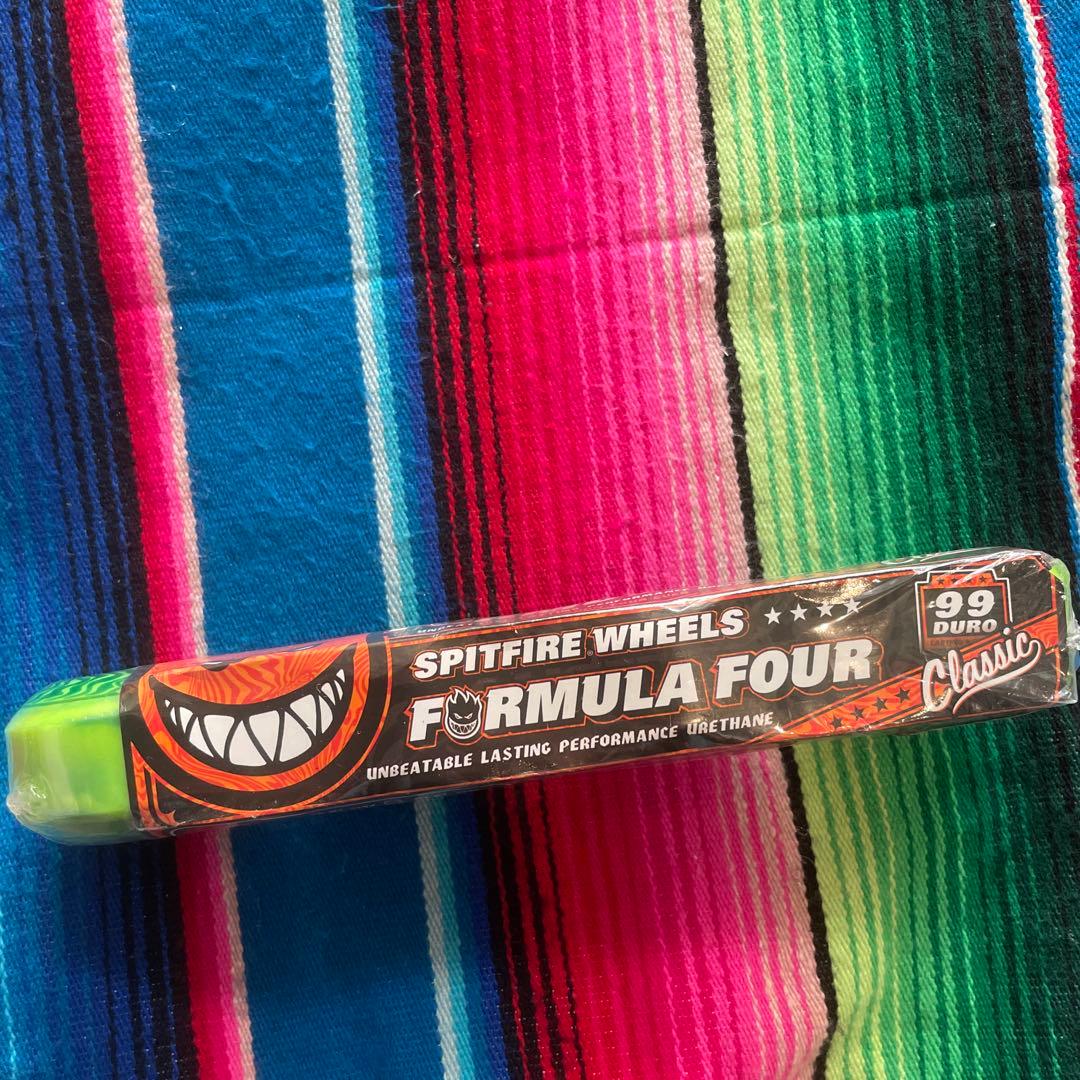 SPITFIRE WHEELS
FORMULA FOUR
UNBEATABLE LASTING PERFORMANCE URETHANE
99
DURO
Classic